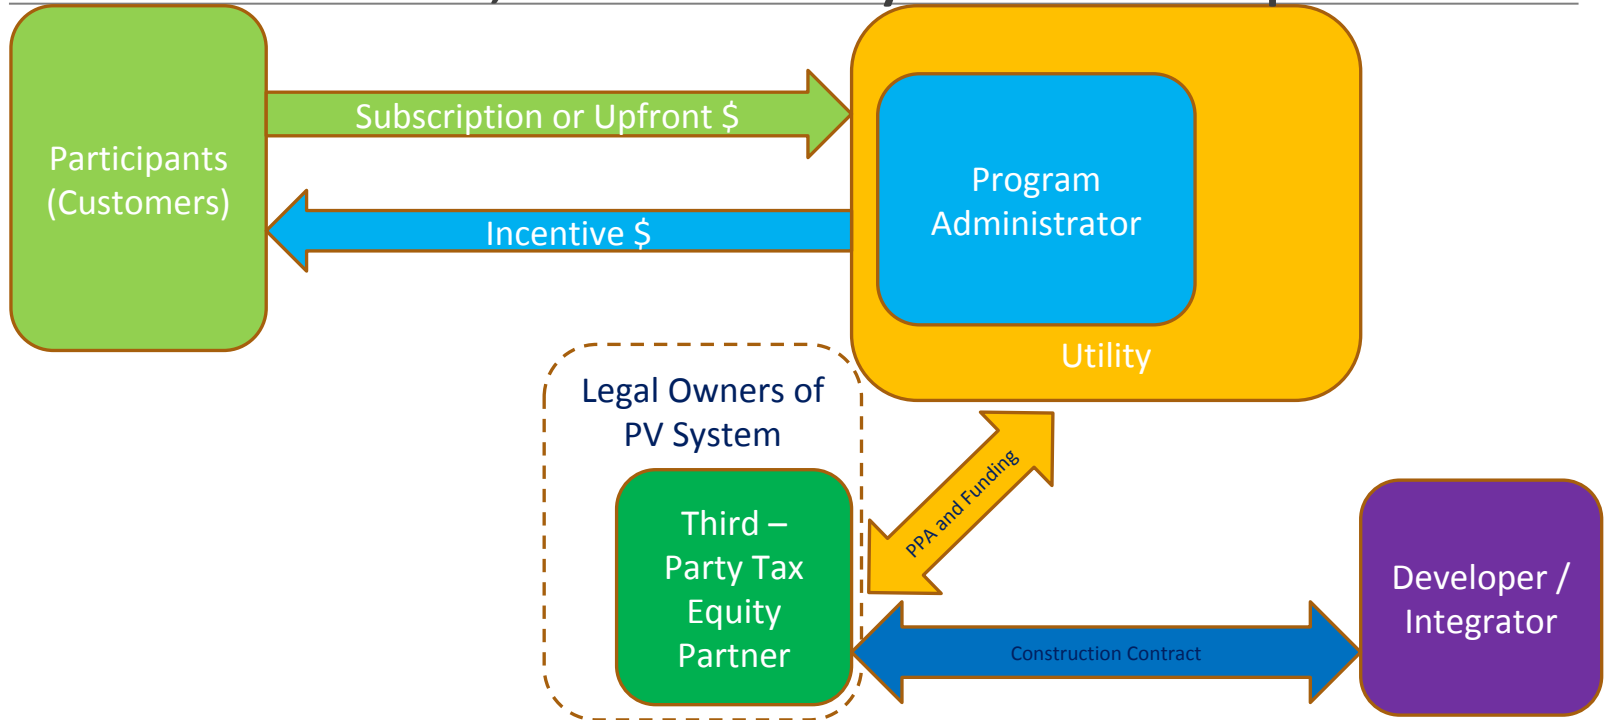 Participants
(Customers)
Subscription or Upfront $
Incentive $
Program
Administrator
Utility
Legal Owners of
PV System
Third –
Party Tax
Equity
Partner
PPA and Funding
Construction Contract
Developer /
Integrator